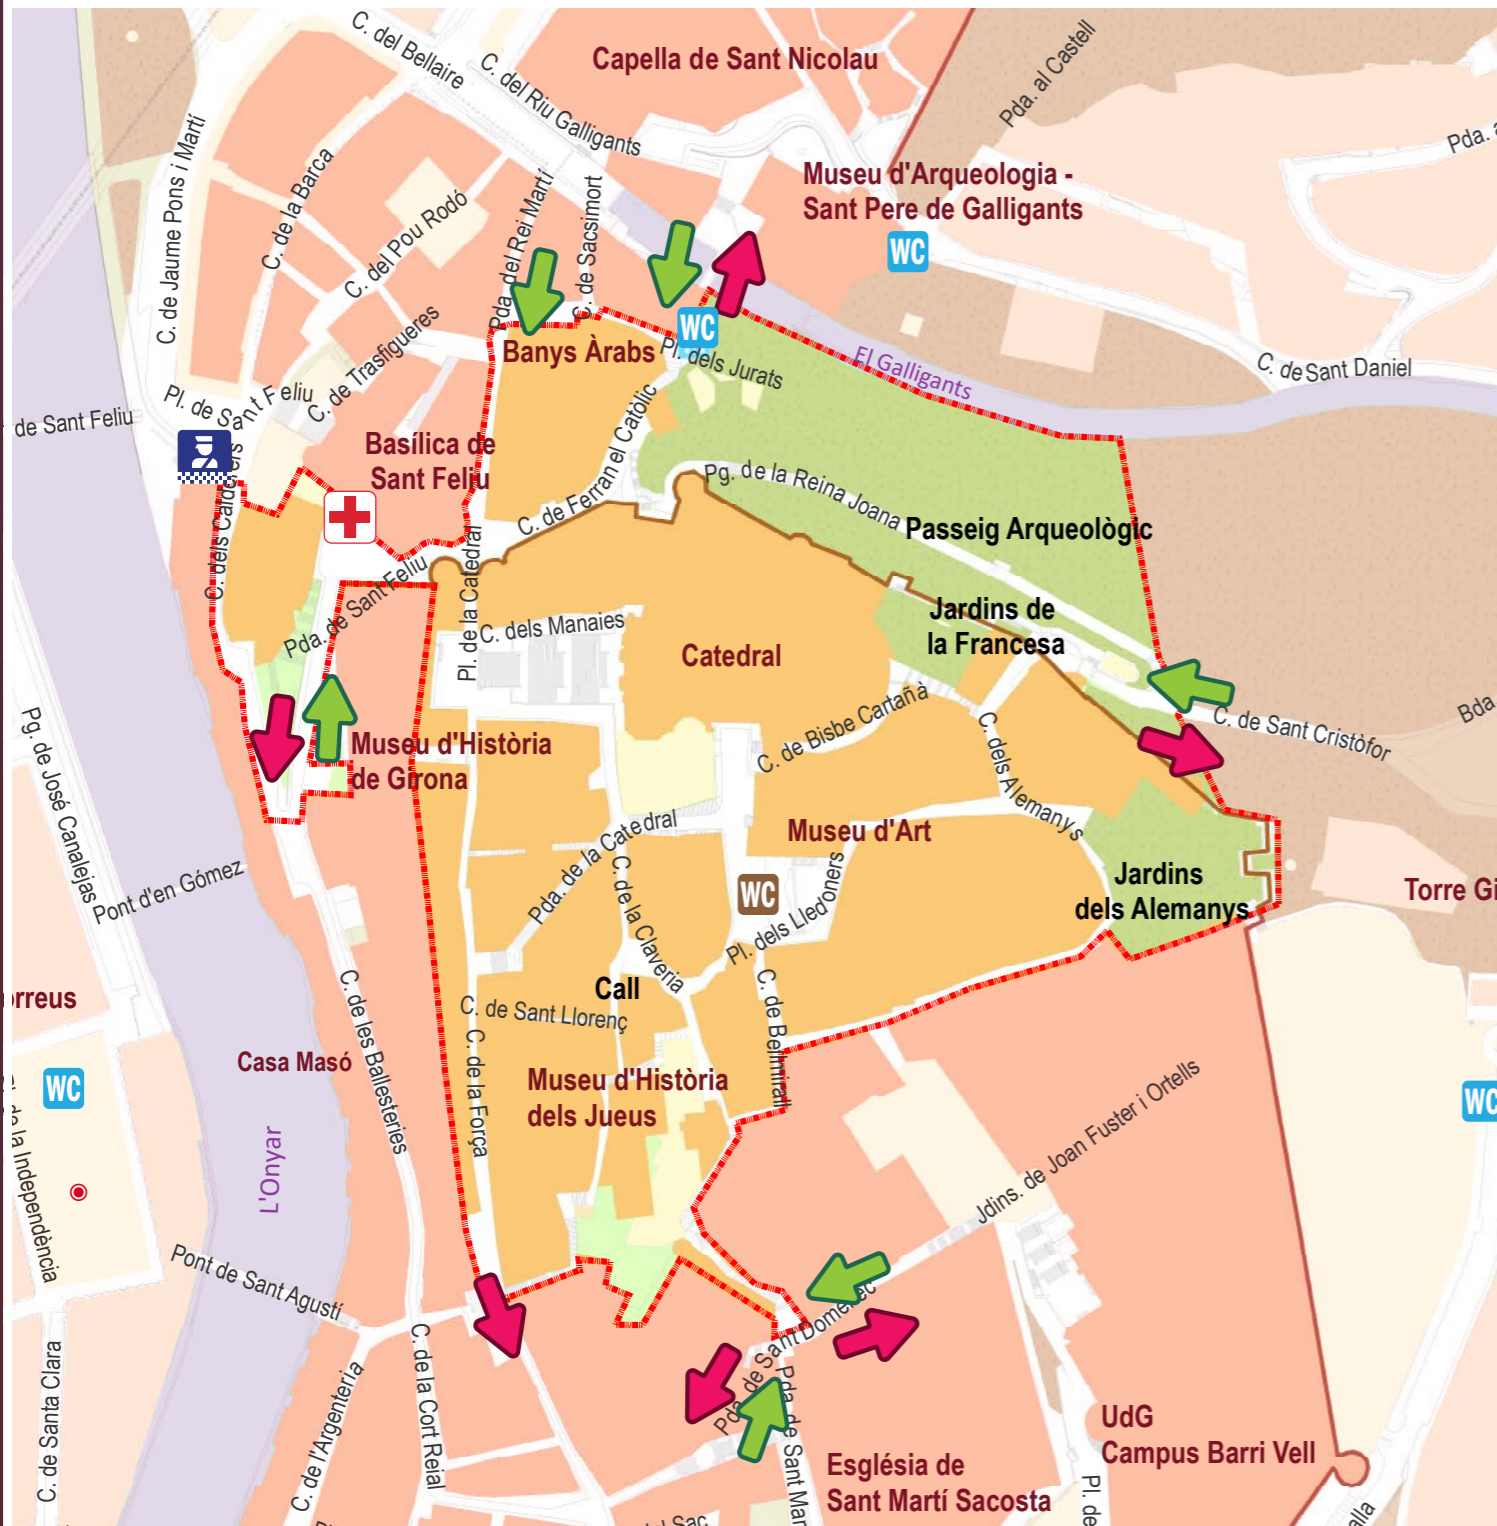 C. del Bellaire
C. del Riu Galligants
Capella de Sant Nicolau
Pda. al Castell
Pda. a
C. de Jaume Pons i Martí
C. de la Barca
C. del Pou Rodó
Pda. del Rei Martí
C. de Sacsimort
Museu d'Arqueologia -
Sant Pere de Galligants
WC
WC
Banys Àrabs
Pl. dels Jurats
El Galligants
C. de Sant Daniel
C. de Trasfigueres
Pl. de Sant Feliu
de Sant Feliu
C. dels Calderers
Basílica de
Sant Feliu
C. de Ferran el Catòlic
Pg. de la Reina Joana
Passeig Arqueològic
Pl. de la Catedral
Pda. de Sant Feliu
C. dels Manaies
Catedral
Jardins de
la Francesa
C. de Bisbe Cartañà
C. dels Alemanys
C. de Sant Cristòfor
Bda
Pg. de José Canalejas
Museu d'Història
de Girona
Pont d'en Gómez
Pda. de la Catedral
C. de la Claveria
Museu d'Art
WC
Pl. dels Lledoners
Jardins
dels Alemanys
Torre Gi
Call
C. de Sant Llorenç
C. de Bellmirall
orreus
Casa Masó
C. de les Ballesteries
C. de la Força
Museu d'Història
dels Jueus
WC
WC
de la Independència
L'Onyar
Jdins. de Joan Fuster i Ortells
Pont de Sant Agustí
Pda. de Sant Domènec
Pda. de Sant Mar
C. de Santa Clara
C. de l'Argenteria
C. de la Cort Reial
Església de
Sant Martí Sacosta
UdG
Campus Barri Vell
Pl. de
del Sac
alla